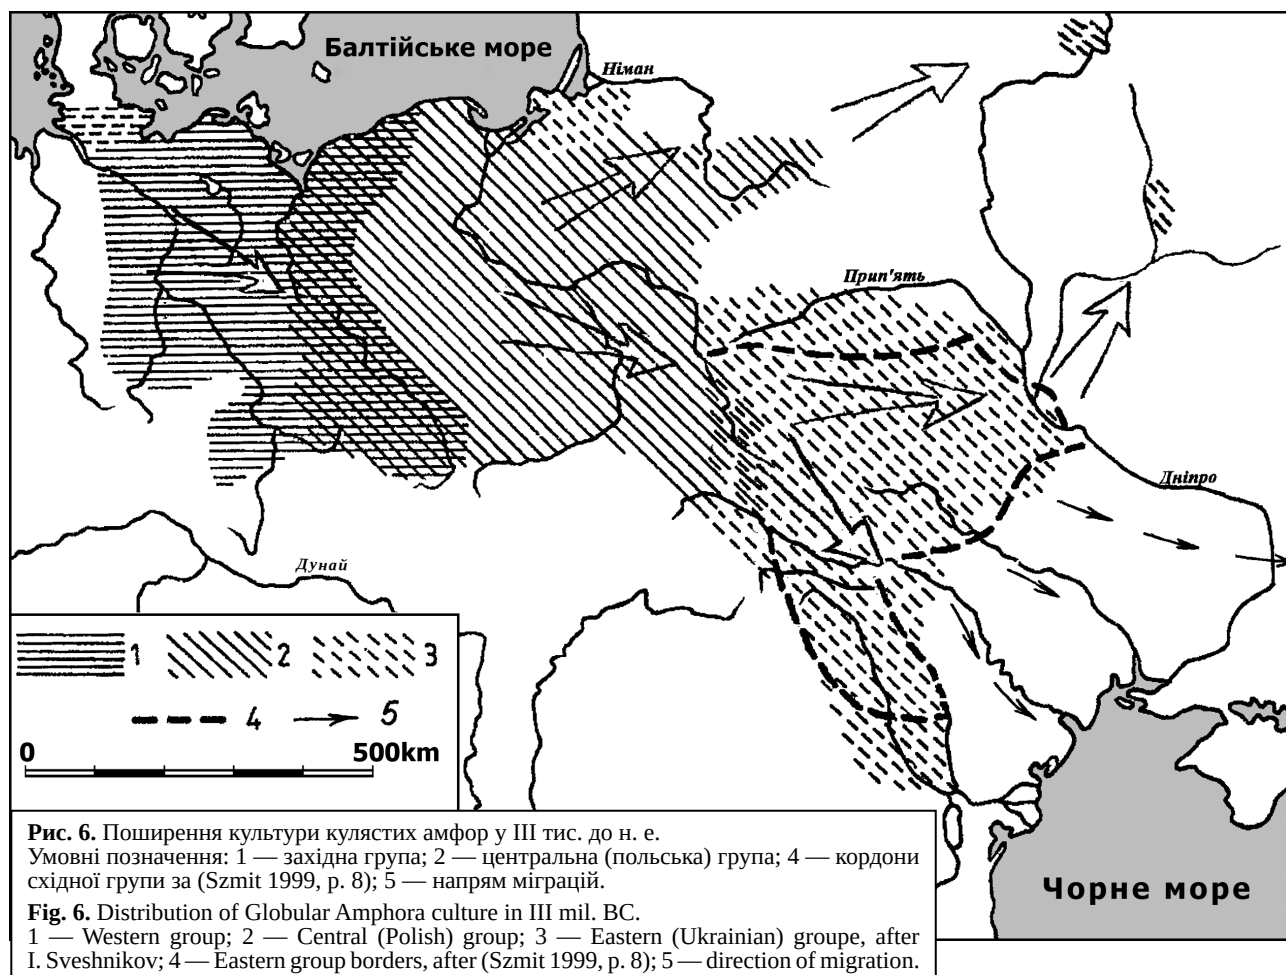 Балтійське море
Німан
Прип'ять
Дніпро
Дунай
1
2
3
4
5
0
500km
Чорне море
Рис. 6. Поширення культури кулястих амфор у III тис. до н. е.
Умовні позначення: 1 — західна група; 2 — центральна (польська) група; 4 — кордони
східної групи за (Szmit 1999, p. 8); 5 — напрям міграцій.
Fig. 6. Distribution of Globular Amphora culture in III mil. BC.
1 — Western group; 2 — Central (Polish) group; 3 — Eastern (Ukrainian) groupe, after
I. Sveshnikov; 4 — Eastern group borders, after (Szmit 1999, p. 8); 5 — direction of migration.